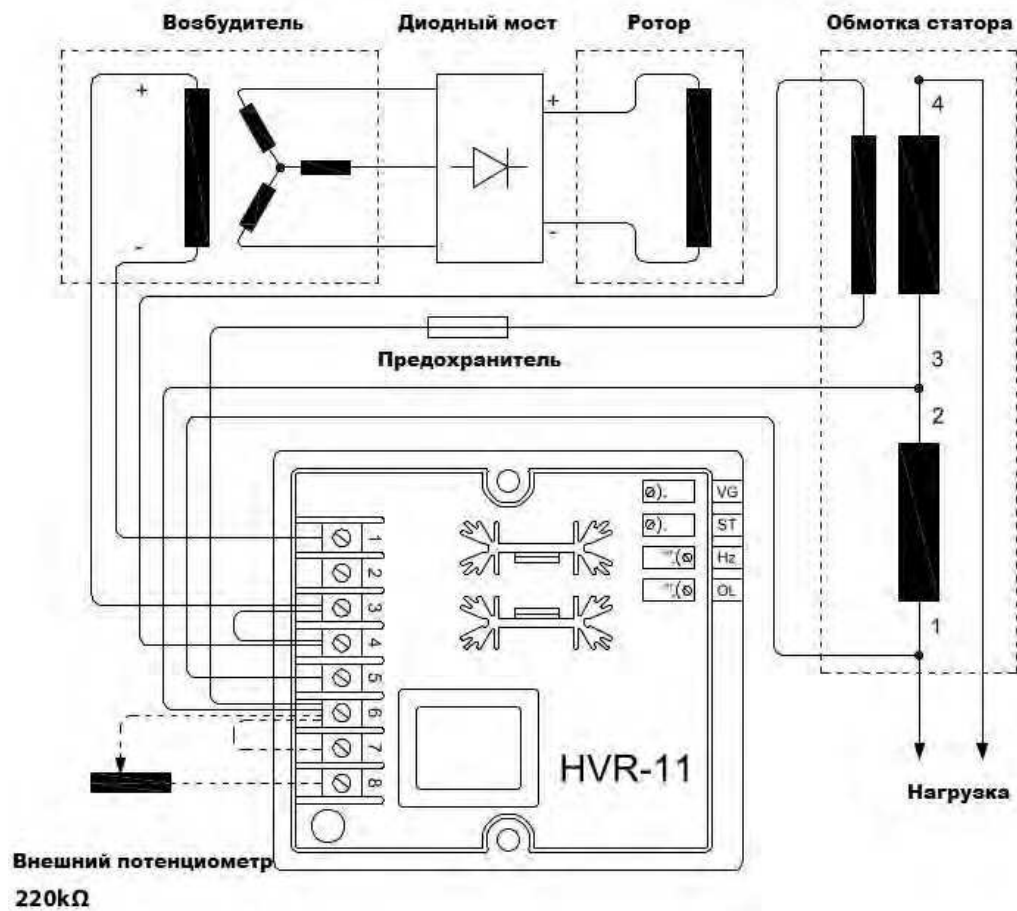 Возбудитель Диодный мост Ротор Обмотка статора
+
-
+
-
4
3
2
1
Предохранитель
VG
ST
Hz
OL
1
2
3
4
5
6
7
8
HVR-11
Нагрузка
Внешний потенциометр
220kΩ